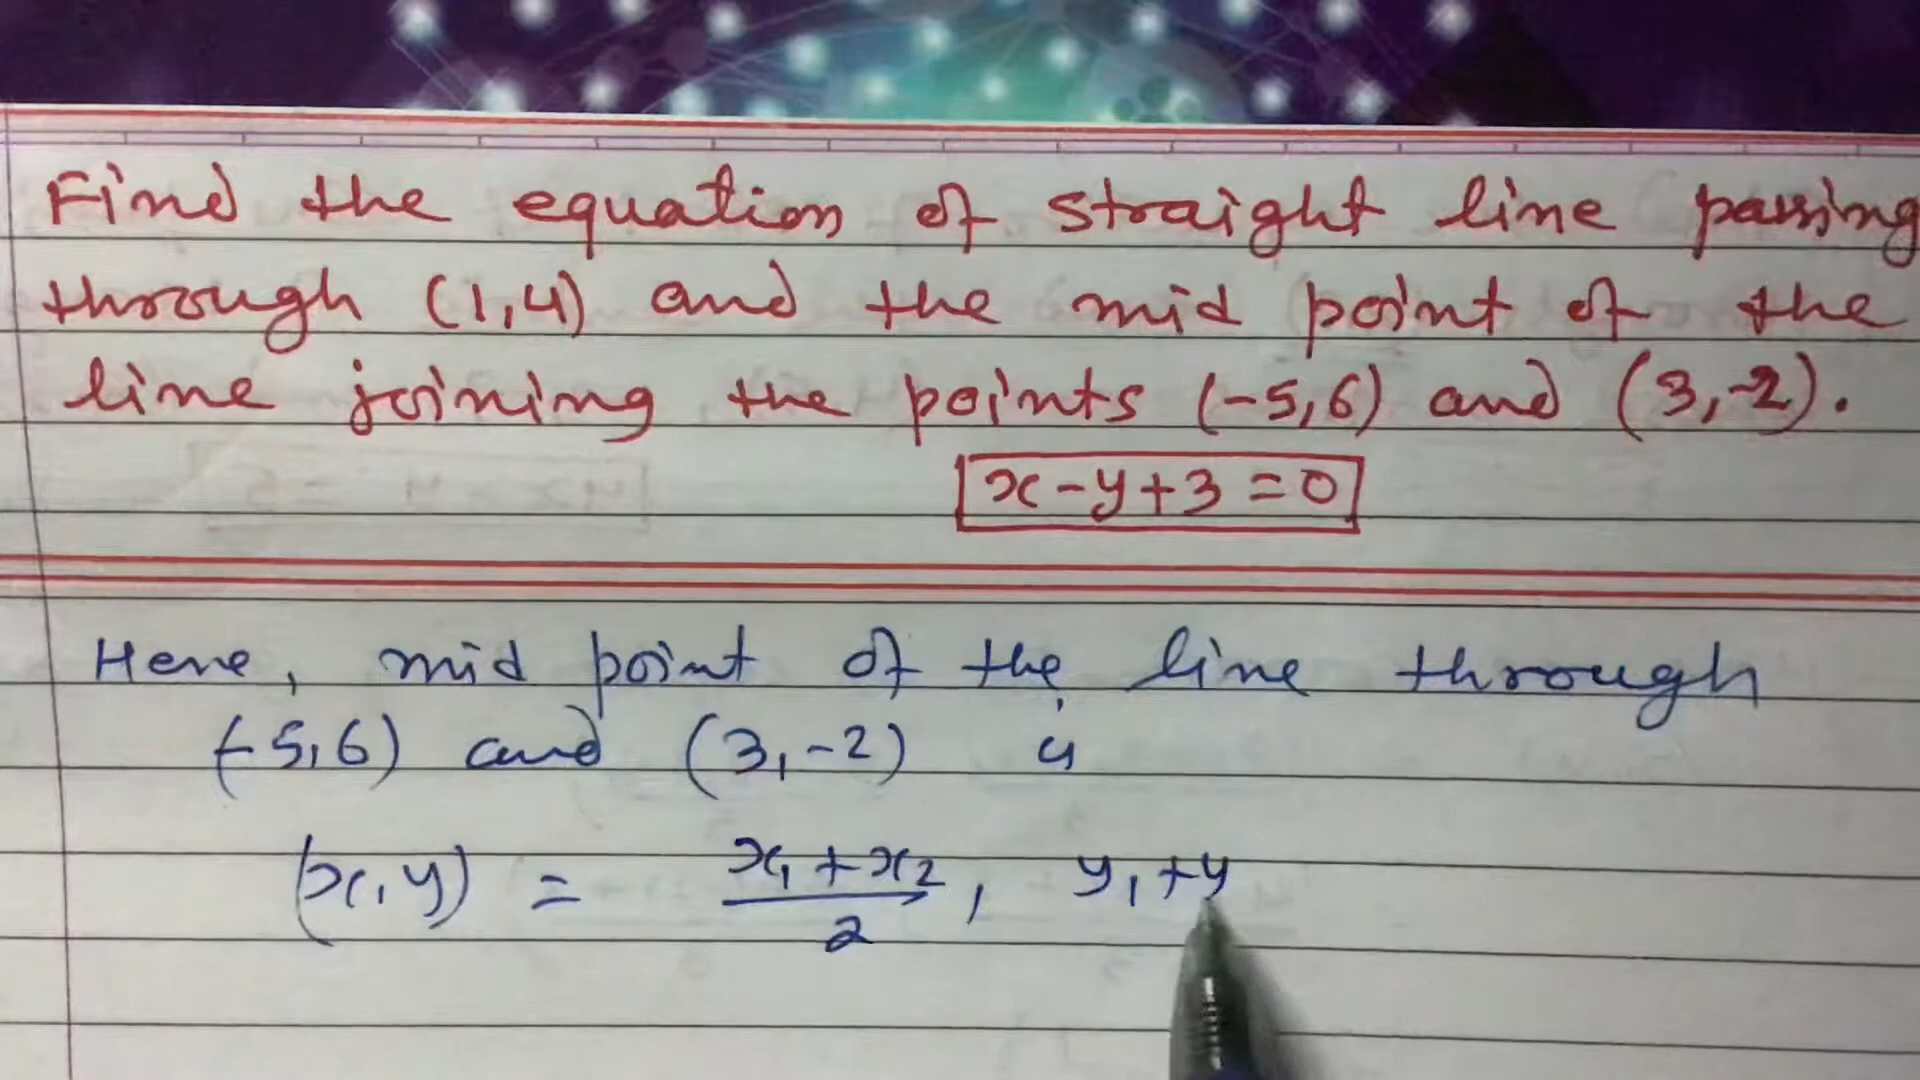 Find the equation of straight line passing
through (1,4) and the mid point of the
line joining the points (-5,6) and (3,-2).
x-y+3=0
Here, mid point of the line through
(-5,6) and (3,-2) is
(x,y) = x₁+x₂/2, y₁+y